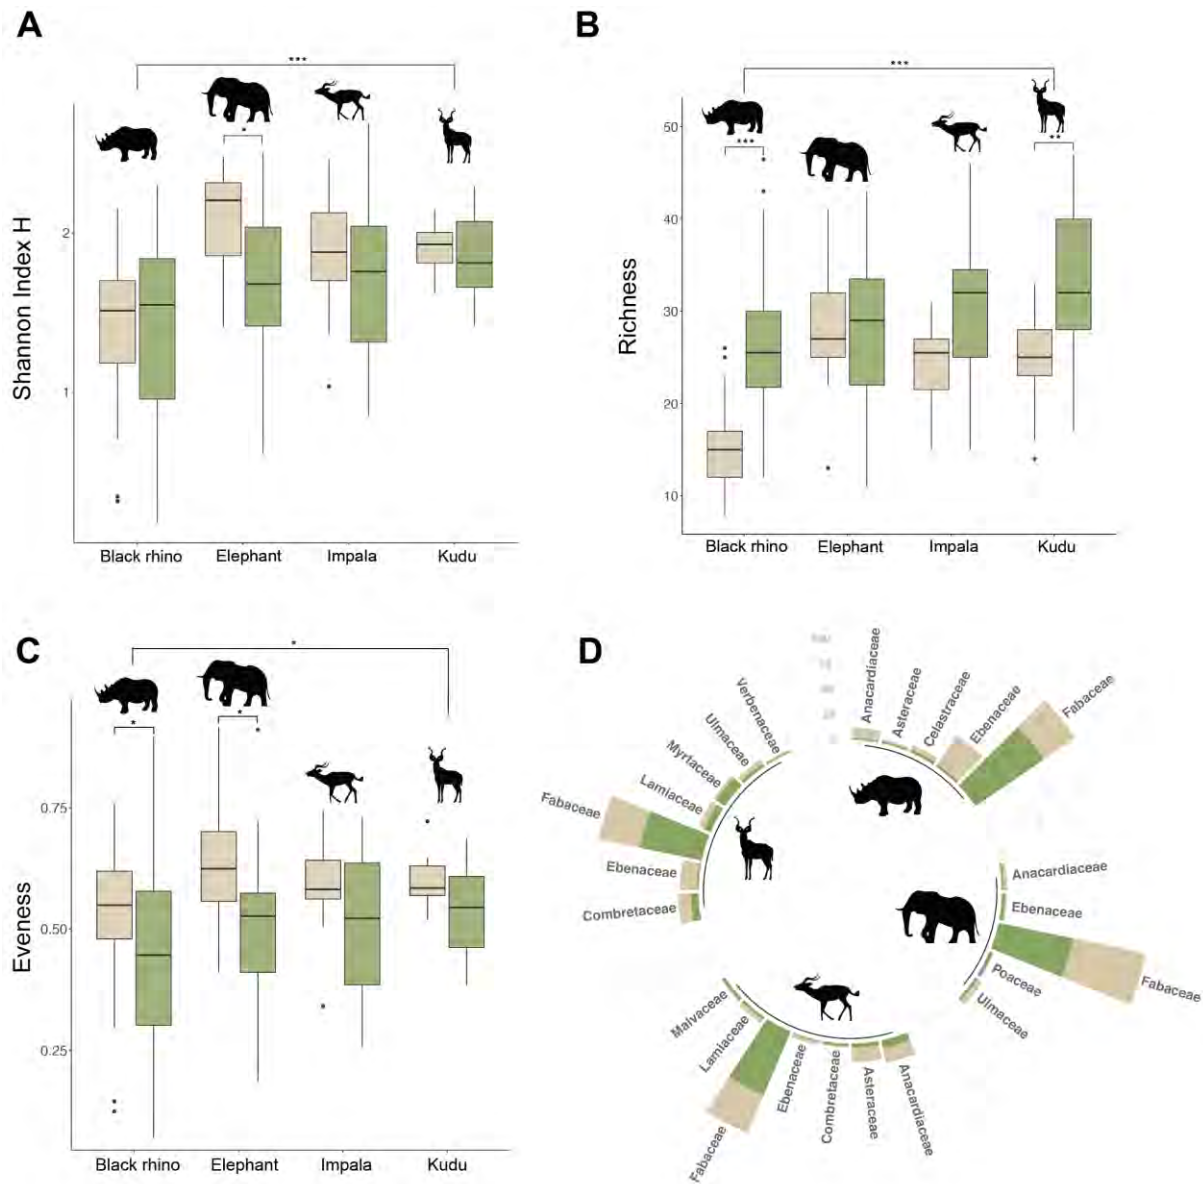 A
***
*
Shannon Index H
2
1
Black rhino Elephant Impala Kudu
B
***
***
**
Richness
50
40
30
20
10
Black rhino Elephant Impala Kudu
C
*
*
*
Eveness
0.75
0.50
0.25
Black rhino Elephant Impala Kudu
D
Anacardiaceae
Asteraceae
Celastraceae
Ebenaceae
Fabaceae
Anacardiaceae
Ebenaceae
Fabaceae
Poaceae
Ulmaceae
Anacardiaceae
Asteraceae
Combretaceae
Ebenaceae
Fabaceae
Lamiaceae
Malvaceae
Combretaceae
Ebenaceae
Fabaceae
Lamiaceae
Myrtaceae
Ulmaceae
Verbenaceae